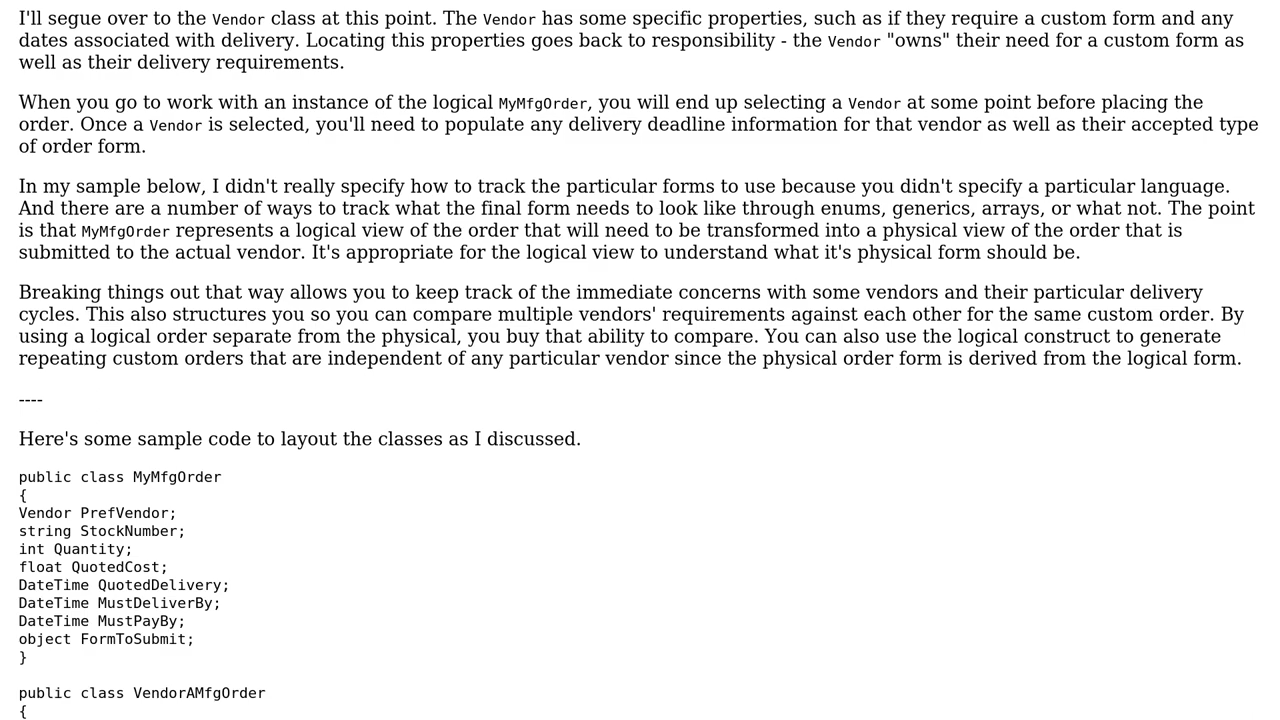 I'll segue over to the Vendor class at this point. The Vendor has some specific properties, such as if they require a custom form and any
dates associated with delivery. Locating this properties goes back to responsibility - the Vendor "owns" their need for a custom form as
well as their delivery requirements.
When you go to work with an instance of the logical MyMfgOrder, you will end up selecting a Vendor at some point before placing the
order. Once a Vendor is selected, you'll need to populate any delivery deadline information for that vendor as well as their accepted type
of order form.
In my sample below, I didn't really specify how to track the particular forms to use because you didn't specify a particular language.
And there are a number of ways to track what the final form needs to look like through enums, generics, arrays, or what not. The point
is that MyMfgOrder represents a logical view of the order that will need to be transformed into a physical view of the order that is
submitted to the actual vendor. It's appropriate for the logical view to understand what it's physical form should be.
Breaking things out that way allows you to keep track of the immediate concerns with some vendors and their particular delivery
cycles. This also structures you so you can compare multiple vendors' requirements against each other for the same custom order. By
using a logical order separate from the physical, you buy that ability to compare. You can also use the logical construct to generate
repeating custom orders that are independent of any particular vendor since the physical order form is derived from the logical form.
----
Here's some sample code to layout the classes as I discussed.
public class MyMfgOrder
{
Vendor PrefVendor;
string StockNumber;
int Quantity;
float QuotedCost;
DateTime QuotedDelivery;
DateTime MustDeliverBy;
DateTime MustPayBy;
object FormToSubmit;
}
public class VendorAMfgOrder
{